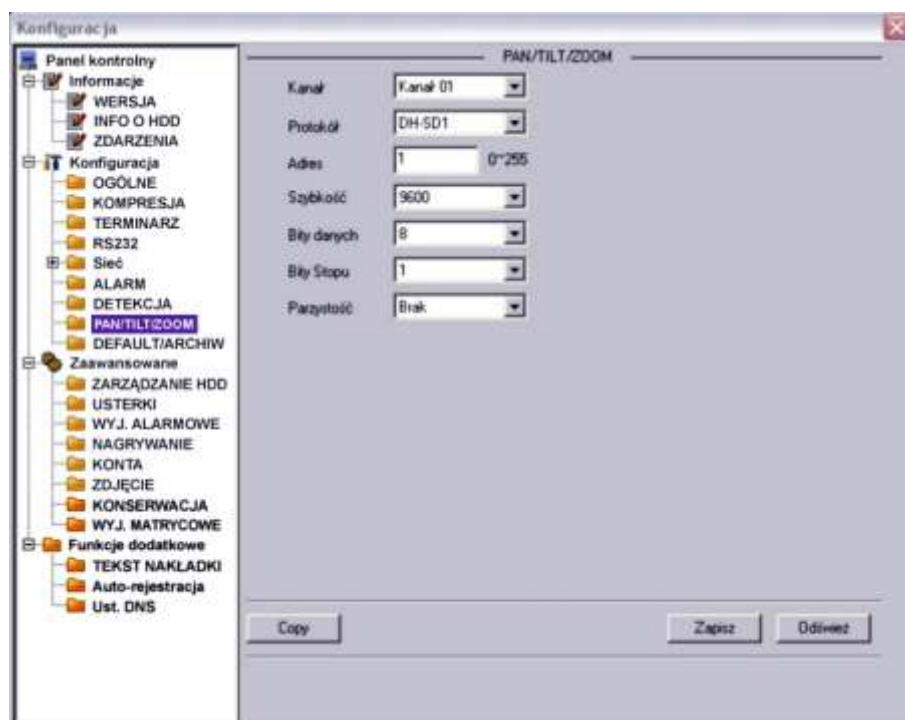 Konfiguracja
Panel kontrolny
Informacje
WERSJA
INFO O HDD
ZDARZENIA
Konfiguracja
OGÓLNE
KOMPRESJA
TERMINARZ
RS232
Sieć
ALARM
DETEKCJA
PAN/TILT/ZOOM
DEFAULT/ARCHIW
Zaawansowane
ZARZĄDZANIE HDD
USTERKI
WYJ. ALARMOWE
NAGRYWANIE
KONTA
ZDJĘCIE
KONSERWACJA
WYJ. MATRYCOWE
Funkcje dodatkowe
TEKST NAKŁADKI
Auto-rejestracja
Ust. DNS
PAN/TILT/ZOOM
Kanał Kanał 01
Protokół DH-SD1
Adres 1 0~255
Szybkość 9600
Bity danych 8
Bity Stopu 1
Parzystość Brak
Copy Zapisz Odśwież